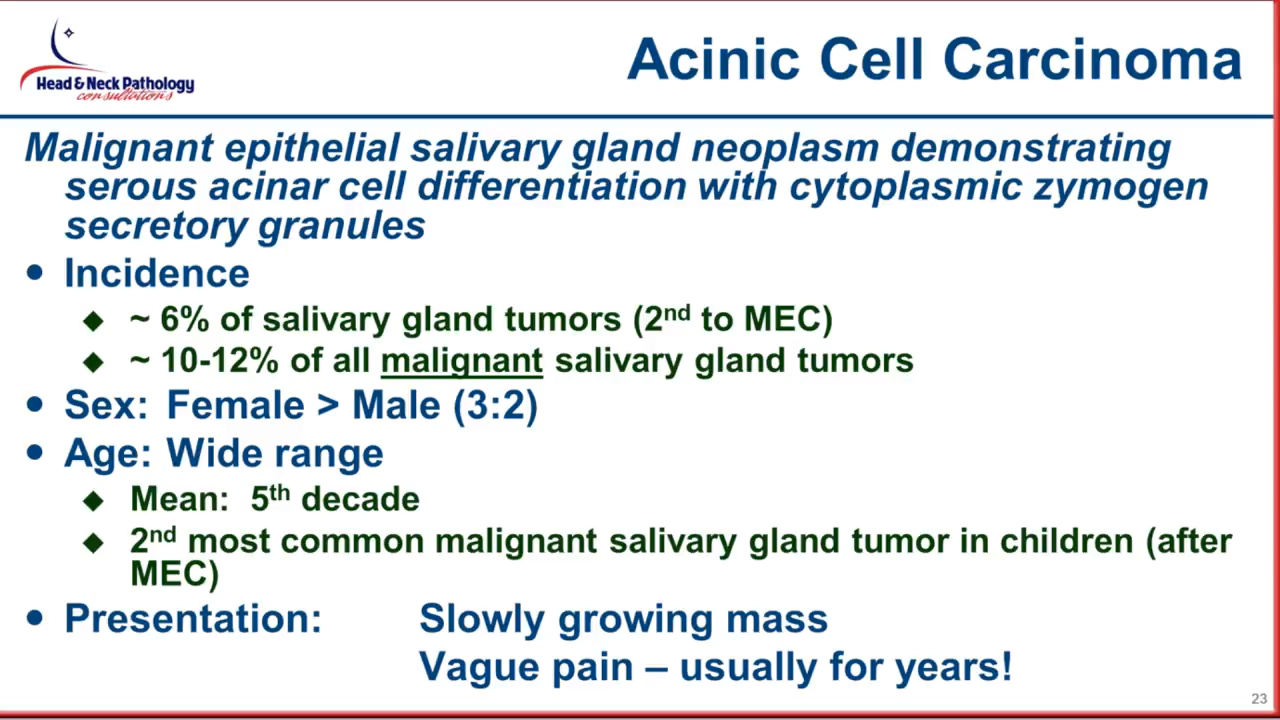 Head & Neck Pathology
consultations
Acinic Cell Carcinoma
Malignant epithelial salivary gland neoplasm demonstrating
serous acinar cell differentiation with cytoplasmic zymogen
secretory granules
• Incidence
◆ ~ 6% of salivary gland tumors (2nd to MEC)
◆ ~ 10-12% of all malignant salivary gland tumors
• Sex: Female > Male (3:2)
• Age: Wide range
◆ Mean: 5th decade
◆ 2nd most common malignant salivary gland tumor in children (after
MEC)
• Presentation: Slowly growing mass
Vague pain – usually for years!
23